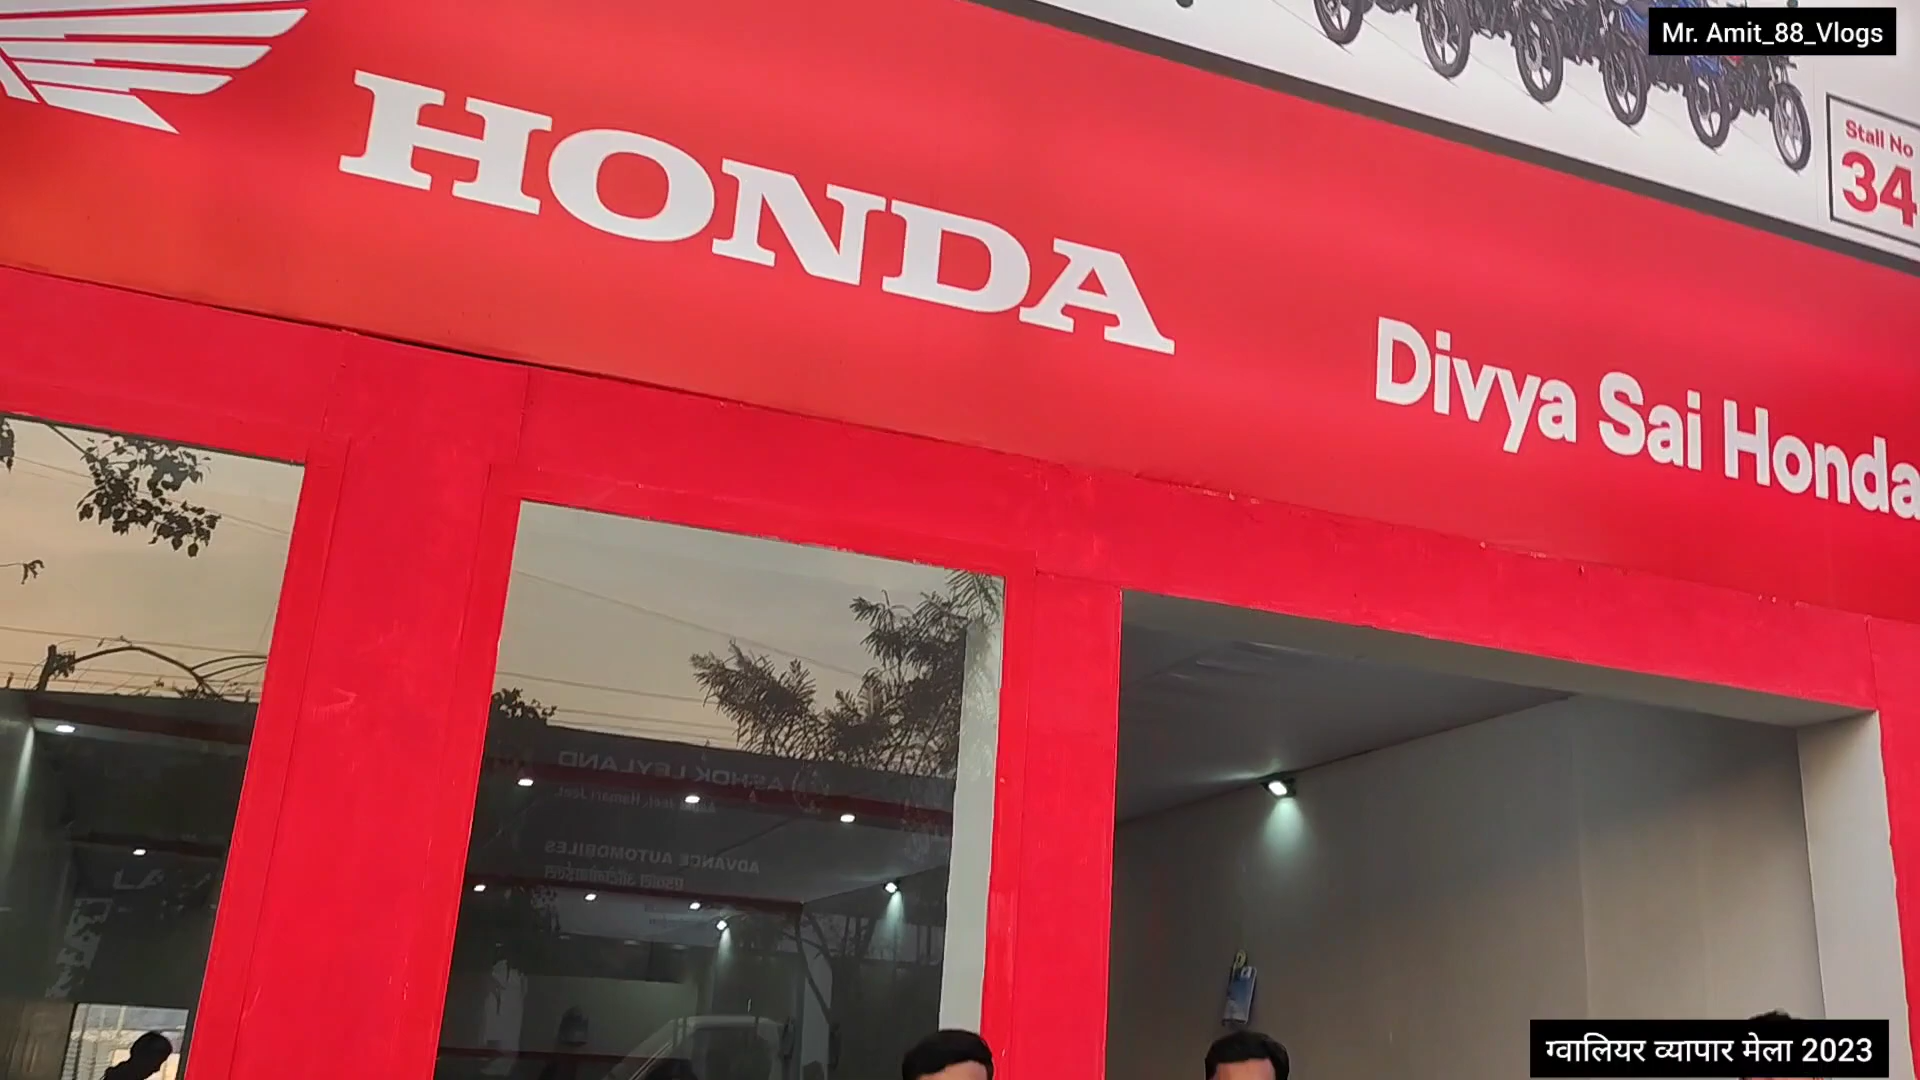 Mr. Amit_88_Vlogs
Stall No
34
HONDA
Divya Sai Honda
ASHOK LEYLAND
ADVANCE AUTOMOBILES
ग्वालियर व्यापार मेला 2023